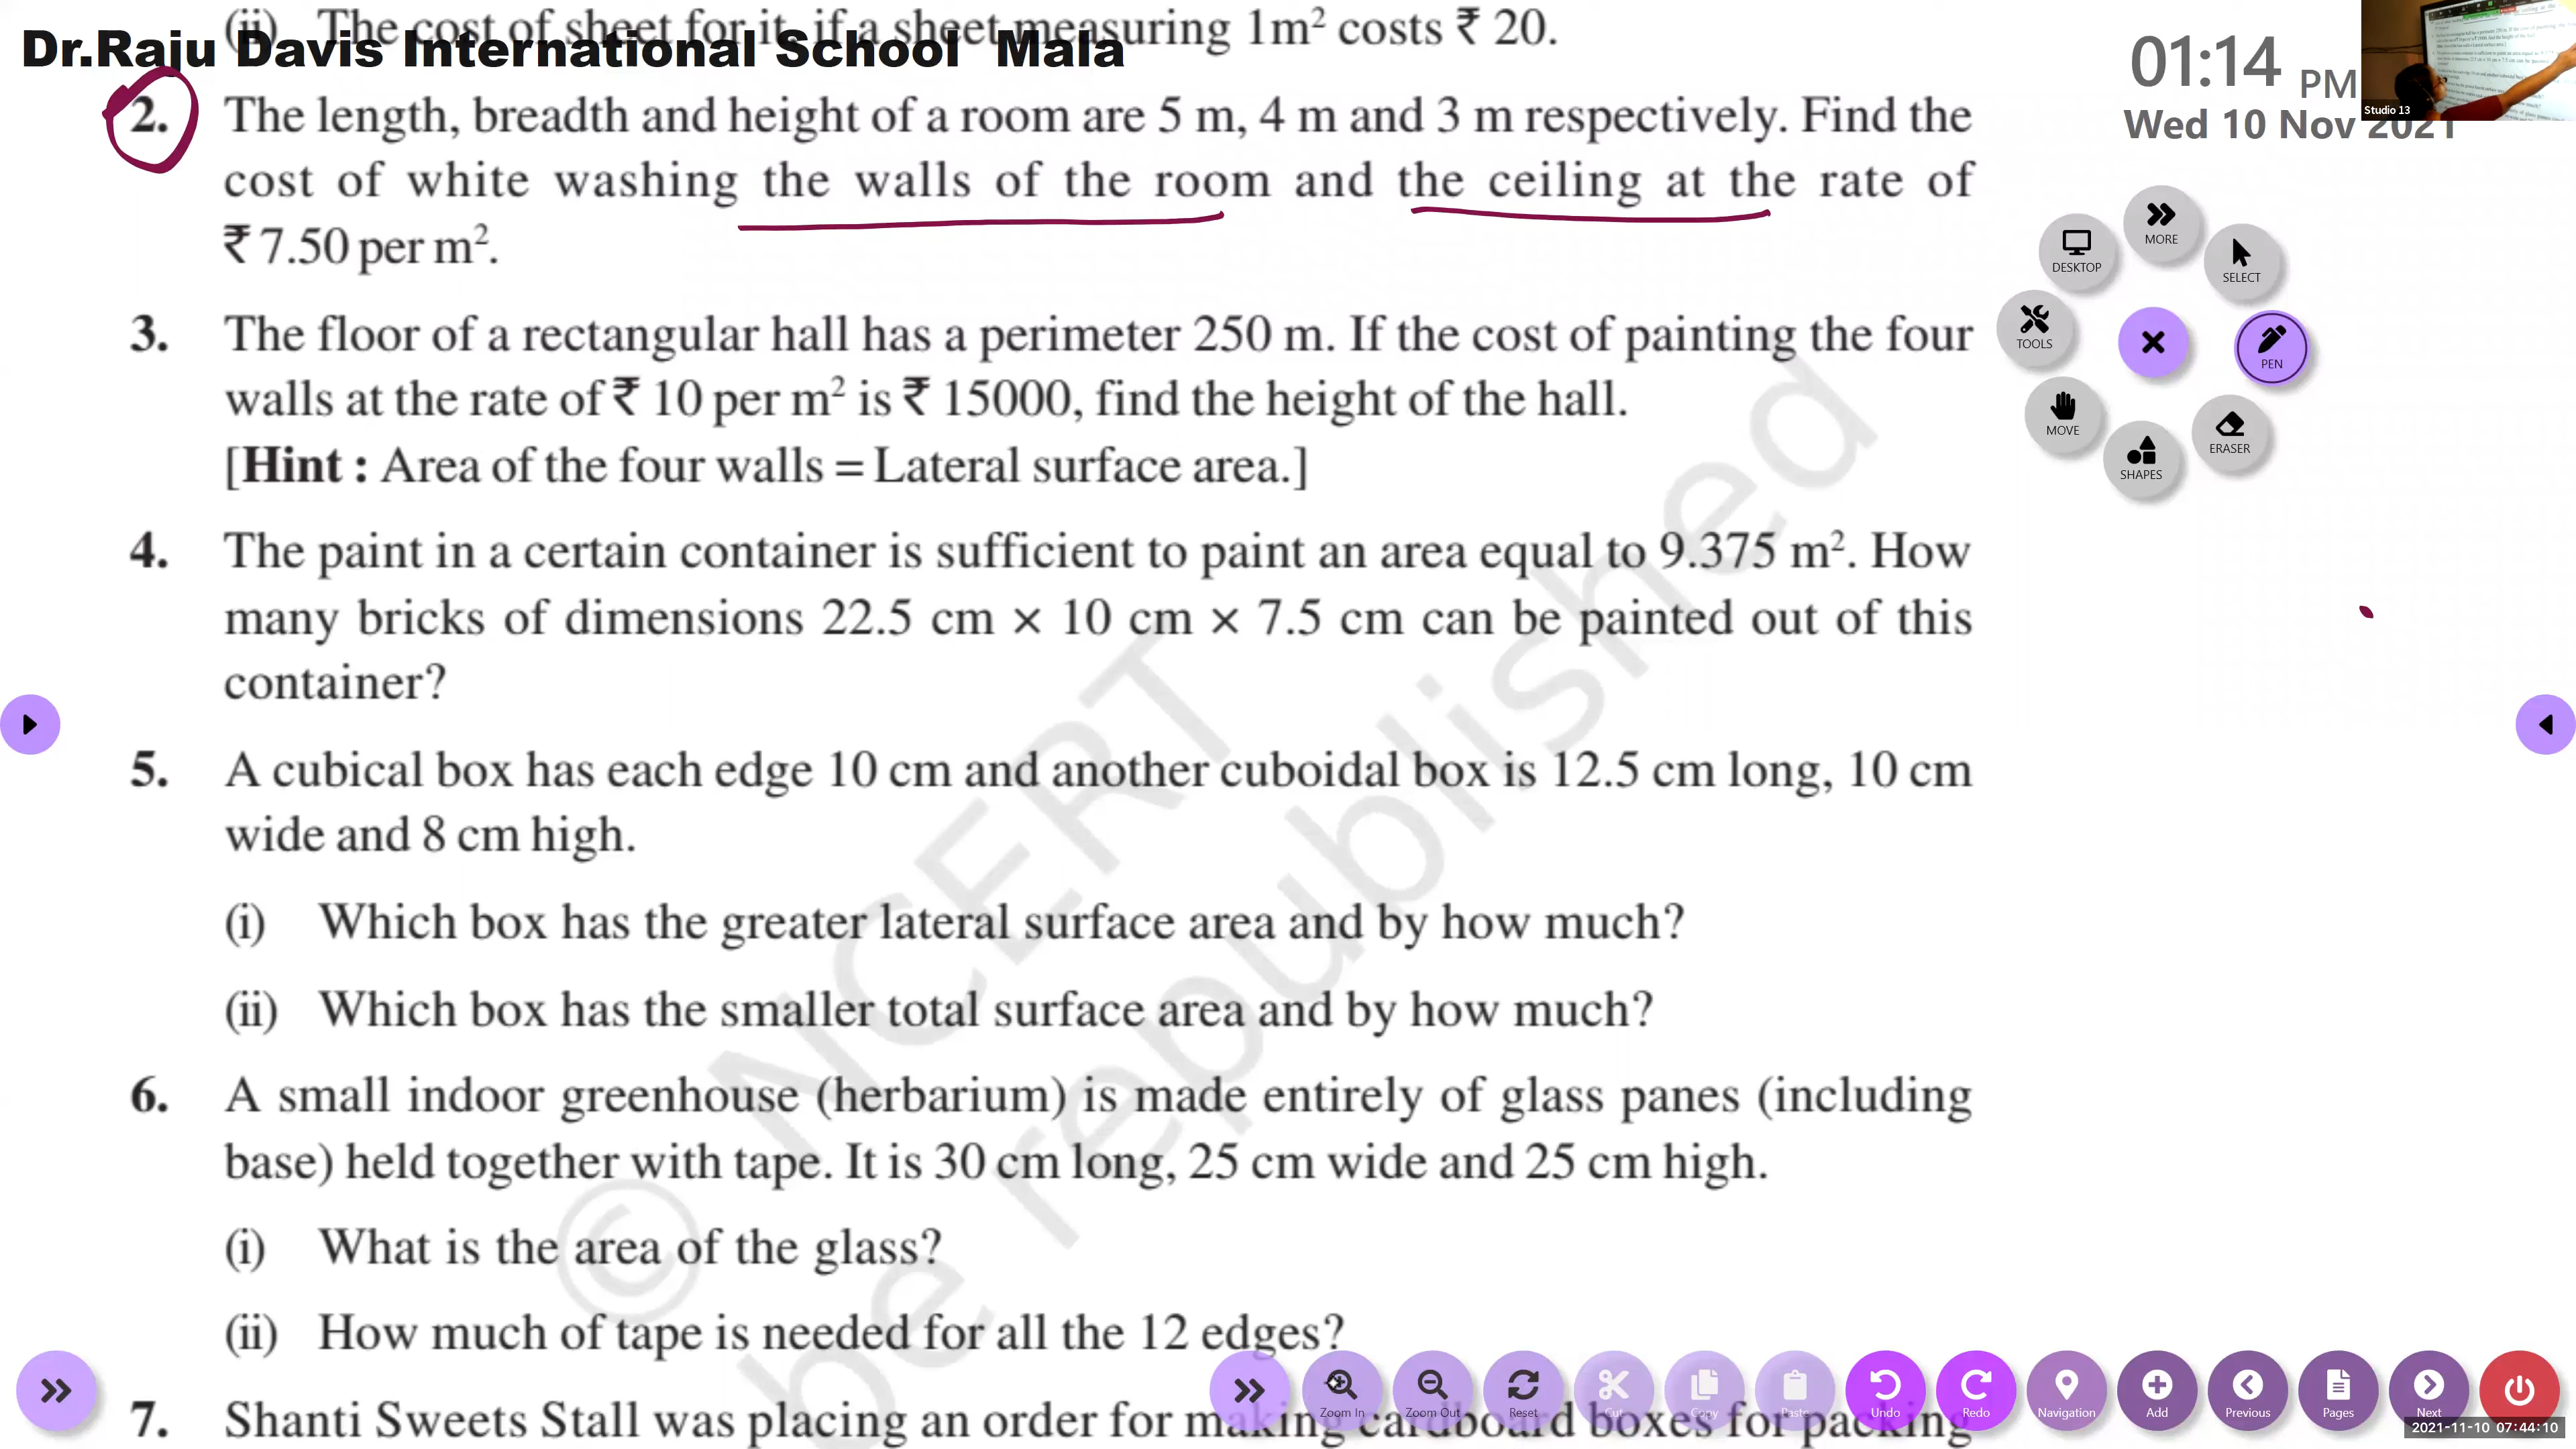 (ii) The cost of sheet for it, if a sheet measuring 1m² costs ₹ 20.
Dr.Raju Davis International School Mala
01:14 PM
Wed 10 Nov 2021
Studio 13
2. The length, breadth and height of a room are 5 m, 4 m and 3 m respectively. Find the
cost of white washing the walls of the room and the ceiling at the rate of
₹ 7.50 per m².
3. The floor of a rectangular hall has a perimeter 250 m. If the cost of painting the four
walls at the rate of ₹ 10 per m² is ₹ 15000, find the height of the hall.
[Hint : Area of the four walls = Lateral surface area.]
4. The paint in a certain container is sufficient to paint an area equal to 9.375 m². How
many bricks of dimensions 22.5 cm × 10 cm × 7.5 cm can be painted out of this
container?
5. A cubical box has each edge 10 cm and another cuboidal box is 12.5 cm long, 10 cm
wide and 8 cm high.
(i) Which box has the greater lateral surface area and by how much?
(ii) Which box has the smaller total surface area and by how much?
6. A small indoor greenhouse (herbarium) is made entirely of glass panes (including
base) held together with tape. It is 30 cm long, 25 cm wide and 25 cm high.
(i) What is the area of the glass?
(ii) How much of tape is needed for all the 12 edges?
7. Shanti Sweets Stall was placing an order for making cardboard boxes for packing
© NCERT
be republished
MORE
DESKTOP
SELECT
TOOLS
PEN
MOVE
ERASER
SHAPES
Zoom In
Zoom Out
Reset
Cut
Copy
Paste
Undo
Redo
Navigation
Add
Previous
Pages
Next
2021-11-10 07:44:10